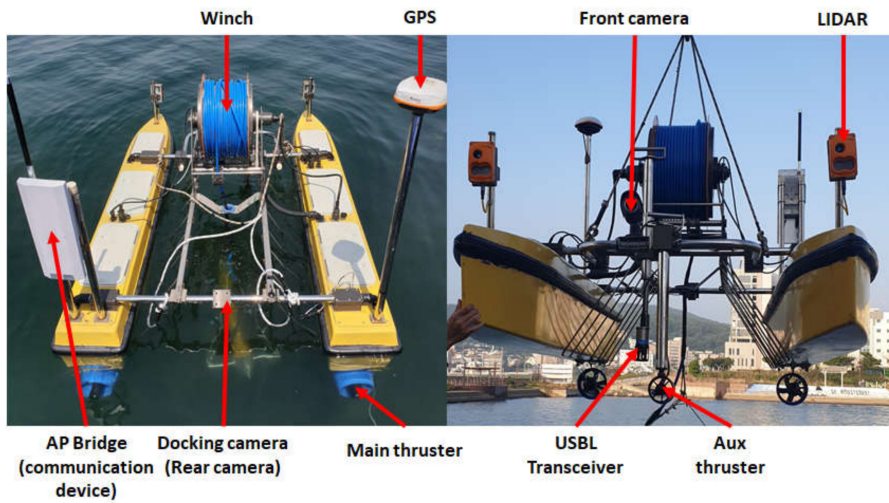 Winch
GPS
Front camera
LIDAR
AP Bridge
(communication
device)
Docking camera
(Rear camera)
Main thruster
USBL
Transceiver
Aux
thruster